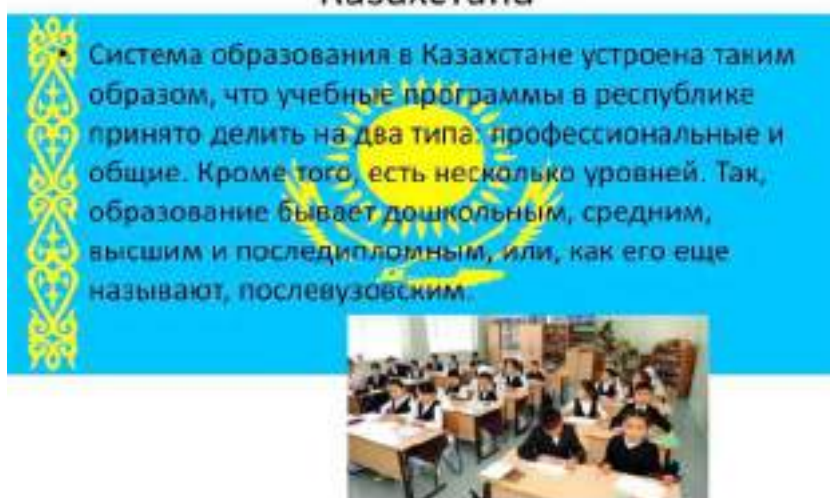 Казахстана
• Система образования в Казахстане устроена таким
образом, что учебные программы в республике
принято делить на два типа: профессиональные и
общие. Кроме того, есть несколько уровней. Так,
образование бывает дошкольным, средним,
высшим и последипломным, или, как его еще
называют, послевузовским.